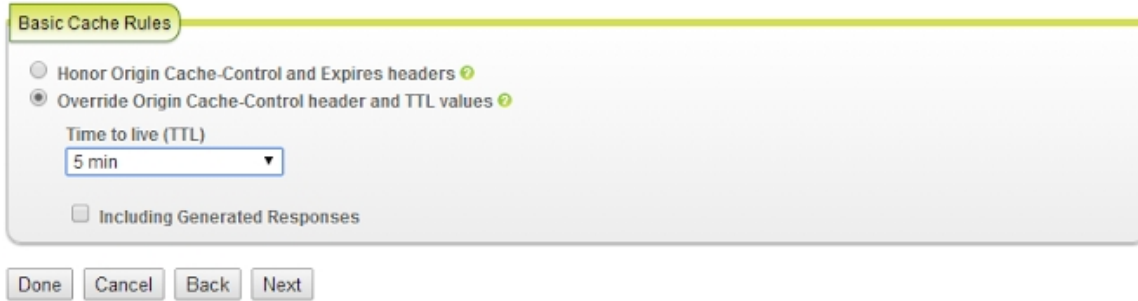 Basic Cache Rules
Honor Origin Cache-Control and Expires headers ?
Override Origin Cache-Control header and TTL values ?
Time to live (TTL)
5 min
Including Generated Responses
Done Cancel Back Next